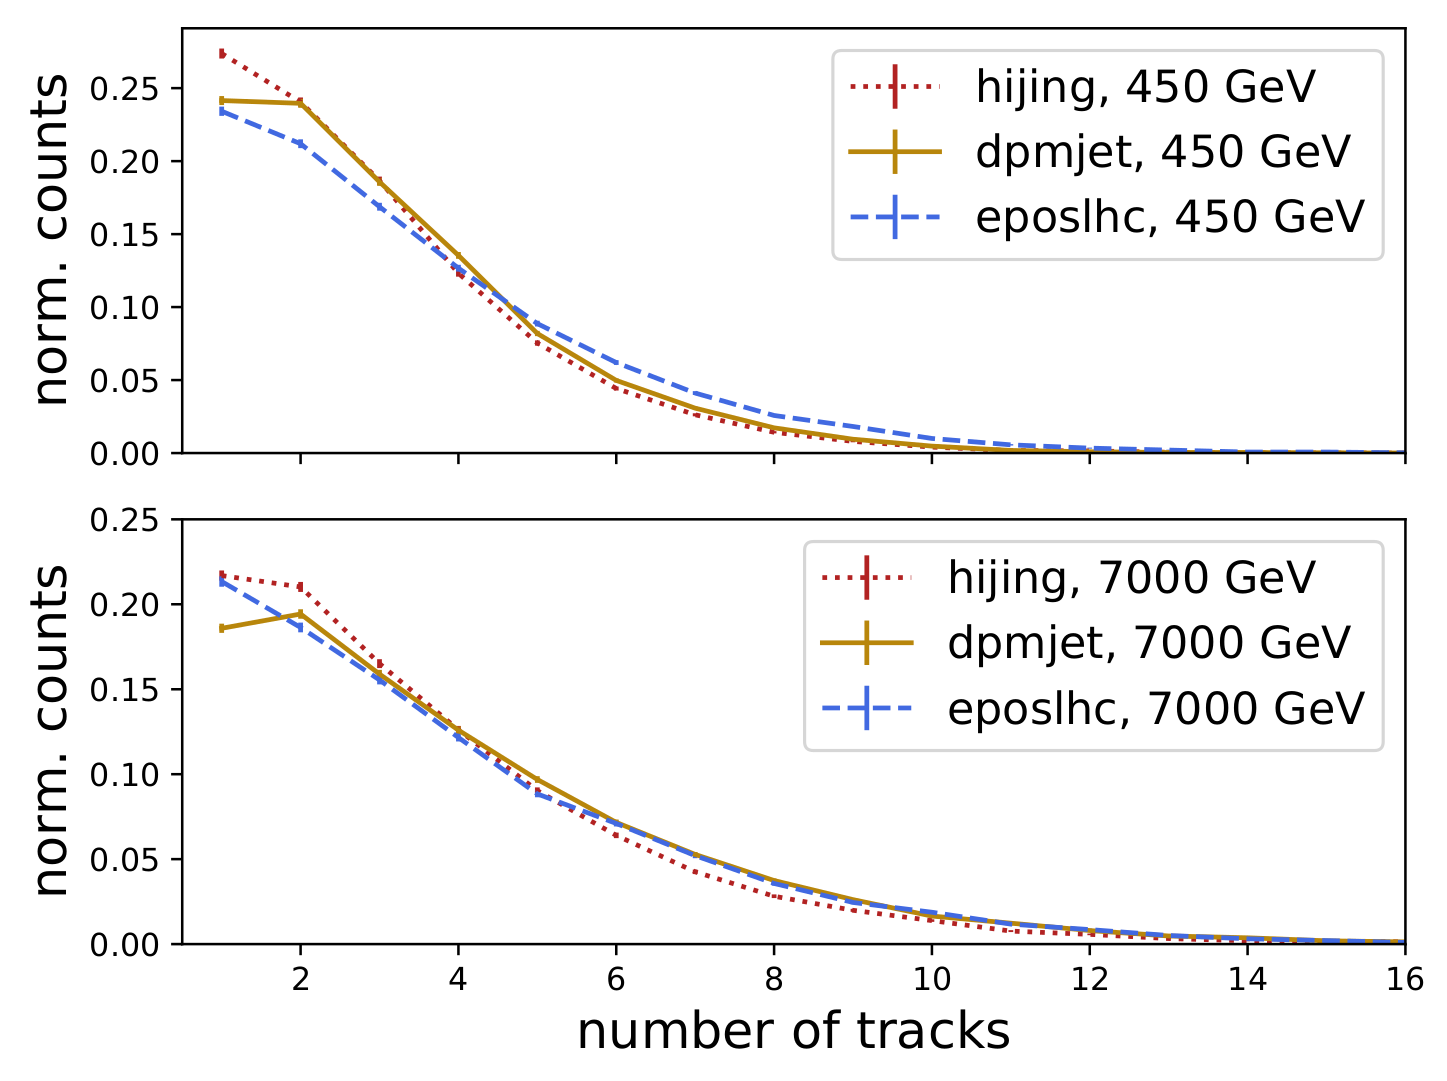 norm. counts
0.25
0.20
0.15
0.10
0.05
0.00
hijing, 450 GeV
dpmjet, 450 GeV
eposlhc, 450 GeV
norm. counts
0.25
0.20
0.15
0.10
0.05
0.00
hijing, 7000 GeV
dpmjet, 7000 GeV
eposlhc, 7000 GeV
2 4 6 8 10 12 14 16
number of tracks